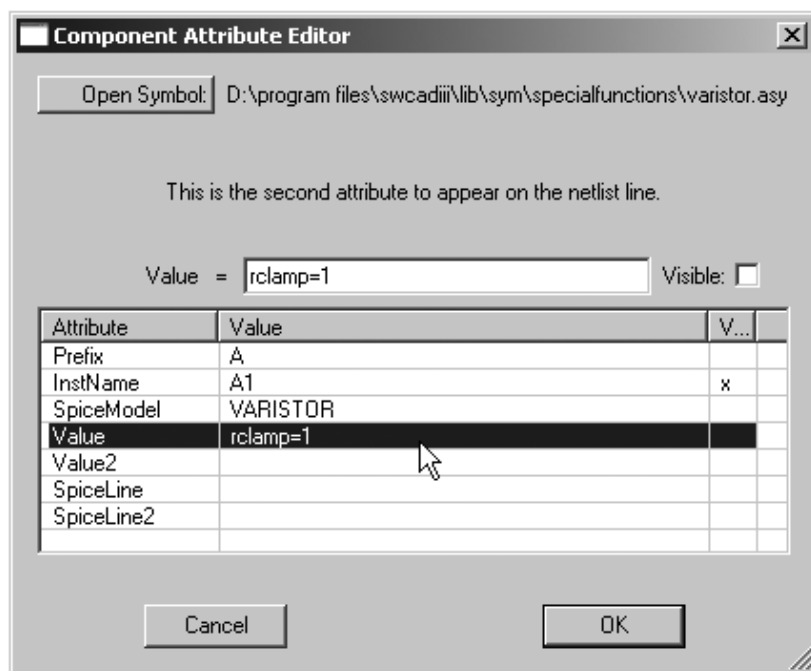 Component Attribute Editor
Open Symbol: D:\program files\swcadiii\lib\sym\specialfunctions\varistor.asy
This is the second attribute to appear on the netlist line.
Value = rclamp=1 Visible:
Attribute Value V...
Prefix A
InstName A1 x
SpiceModel VARISTOR
Value rclamp=1
Value2
SpiceLine
SpiceLine2
Cancel OK